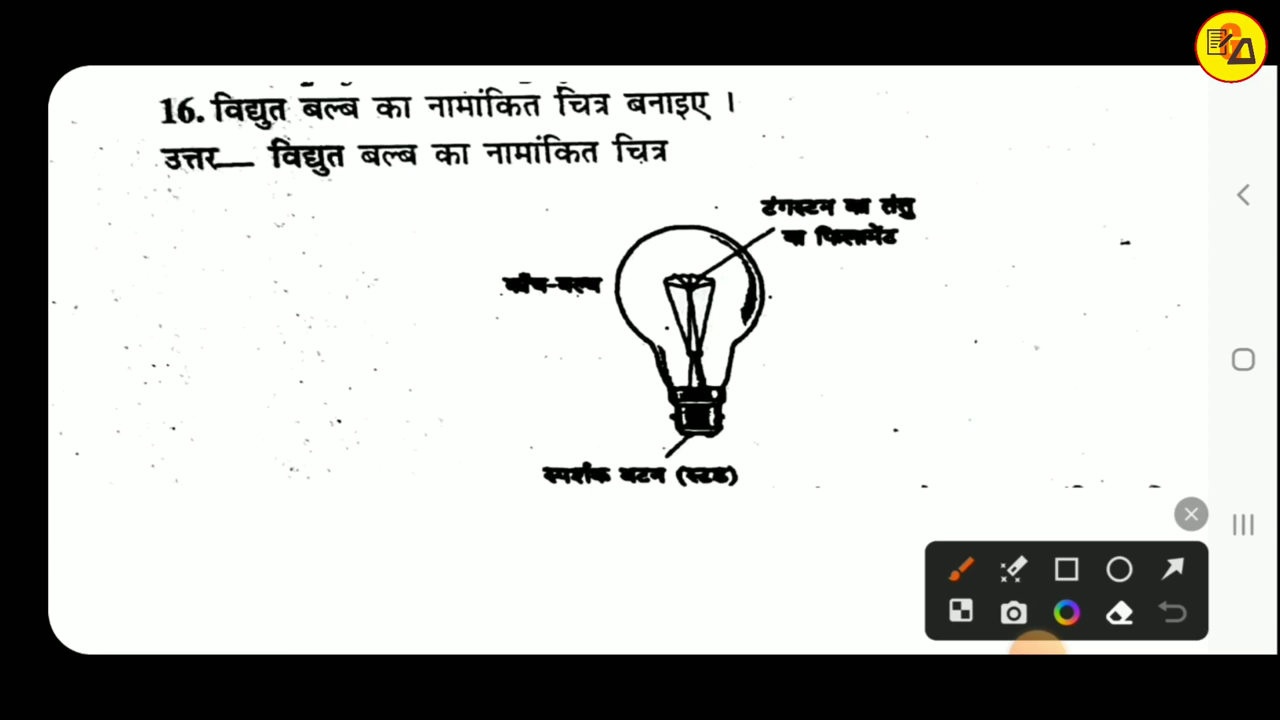 16. विद्युत बल्ब का नामांकित चित्र बनाइए ।
उत्तर— विद्युत बल्ब का नामांकित चित्र
टंगस्टन का तंतु
या फिलामेंट
काँच-बल्ब
स्पर्शक बटन (स्टड)